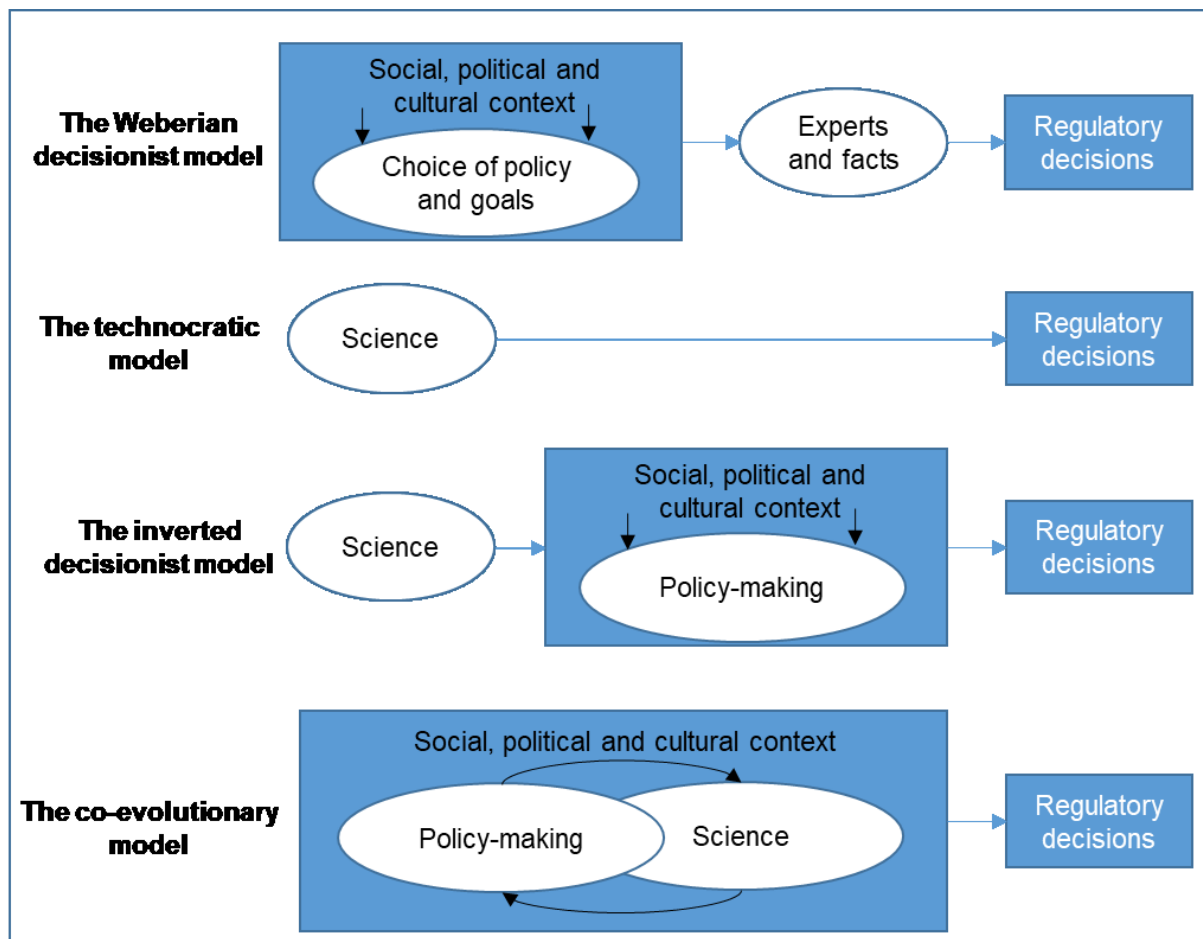 The Weberian
decisionist model
Social, political and
cultural context
Choice of policy
and goals
Experts
and facts
Regulatory
decisions
The technocratic
model
Science
Regulatory
decisions
The inverted
decisionist model
Science
Social, political and
cultural context
Policy-making
Regulatory
decisions
The co-evolutionary
model
Social, political and cultural context
Policy-making
Science
Regulatory
decisions